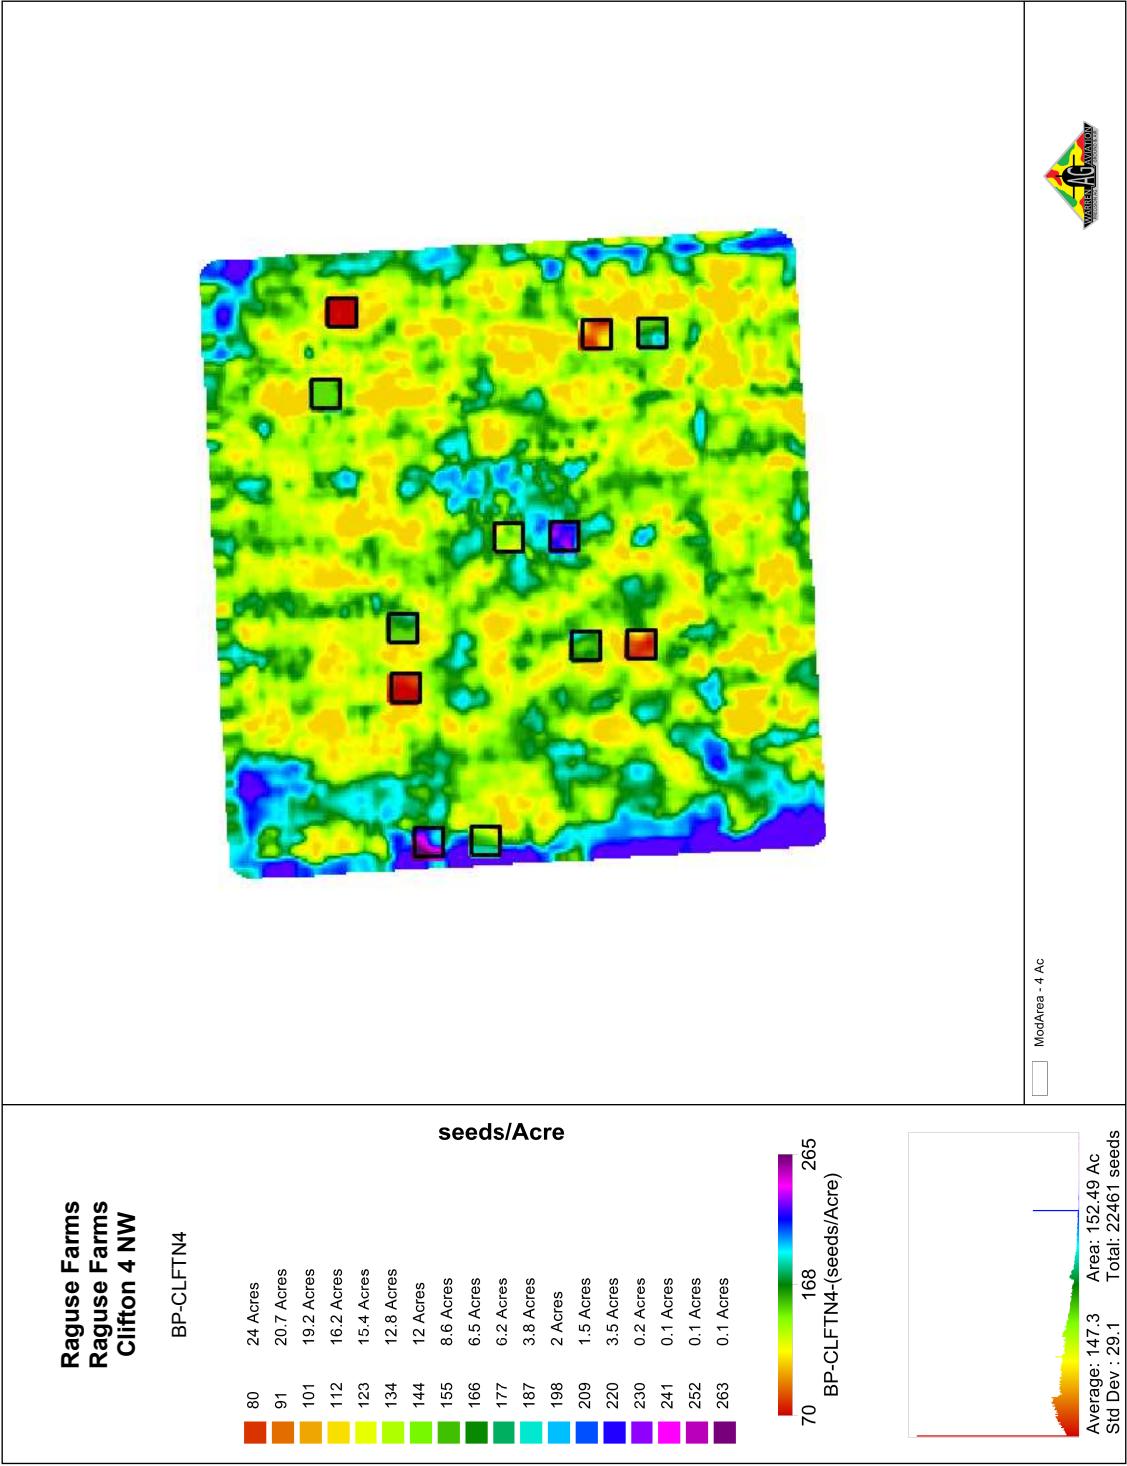 Raguse Farms
Raguse Farms
Clifton 4 NW
BP-CLFTN4
seeds/Acre
80 24 Acres
91 20.7 Acres
101 19.2 Acres
112 16.2 Acres
123 15.4 Acres
134 12.8 Acres
144 12 Acres
155 8.6 Acres
166 6.5 Acres
177 6.2 Acres
187 3.8 Acres
198 2 Acres
209 1.5 Acres
220 3.5 Acres
230 0.2 Acres
241 0.1 Acres
252 0.1 Acres
263 0.1 Acres
70 168 265
BP-CLFTN4-(seeds/Acre)
Average: 147.3 Area: 152.49 Ac
Std Dev : 29.1 Total: 22461 seeds
ModArea - 4 Ac
WARREN AG AVIATION